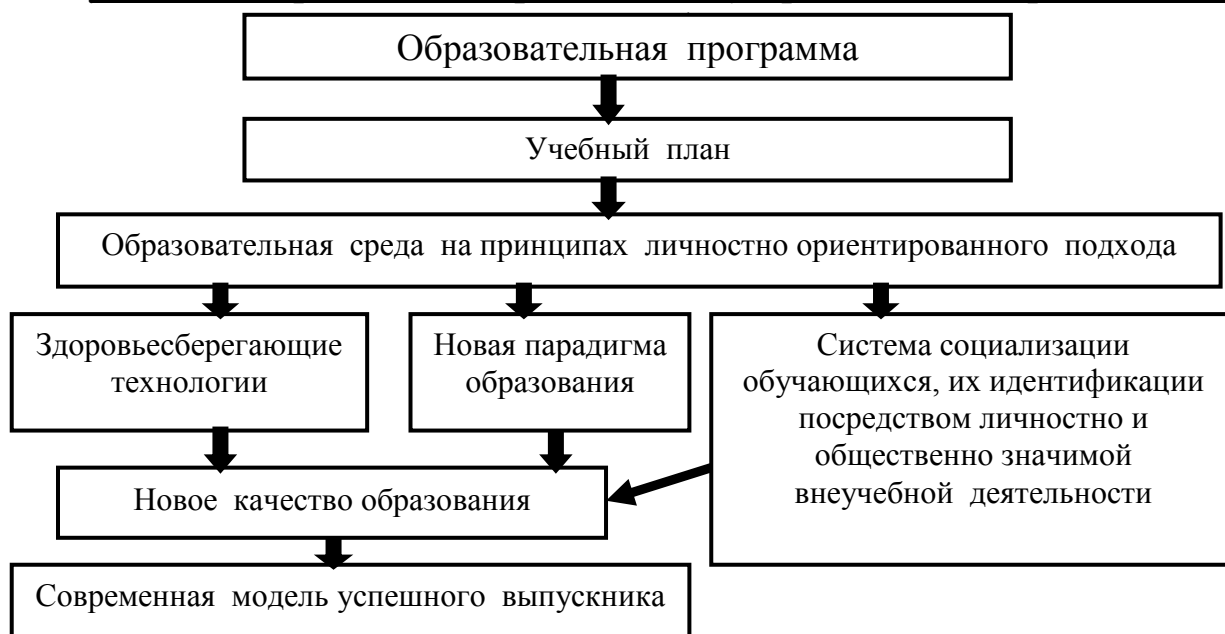 Образовательная программа
Учебный план
Образовательная среда на принципах личностно ориентированного подхода
Здоровьесберегающие
технологии
Новая парадигма
образования
Система социализации
обучающихся, их идентификации
посредством личностно и
общественно значимой
внеучебной деятельности
Новое качество образования
Современная модель успешного выпускника